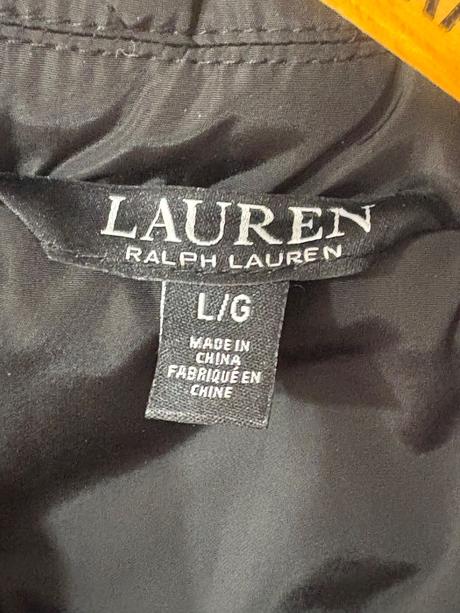 LAUREN
RALPH LAUREN
L/G
MADE IN
CHINA
FABRIQUÉ EN
CHINE